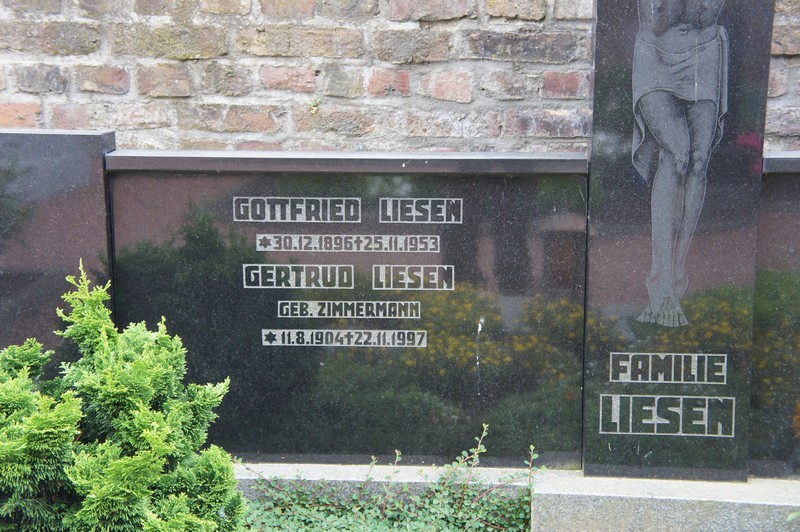 GOTTFRIED LIESEN
✶30.12.1896†25.11.1953
GERTRUD LIESEN
GEB. ZIMMERMANN
✶11.8.1904†22.11.1997
FAMILIE
LIESEN